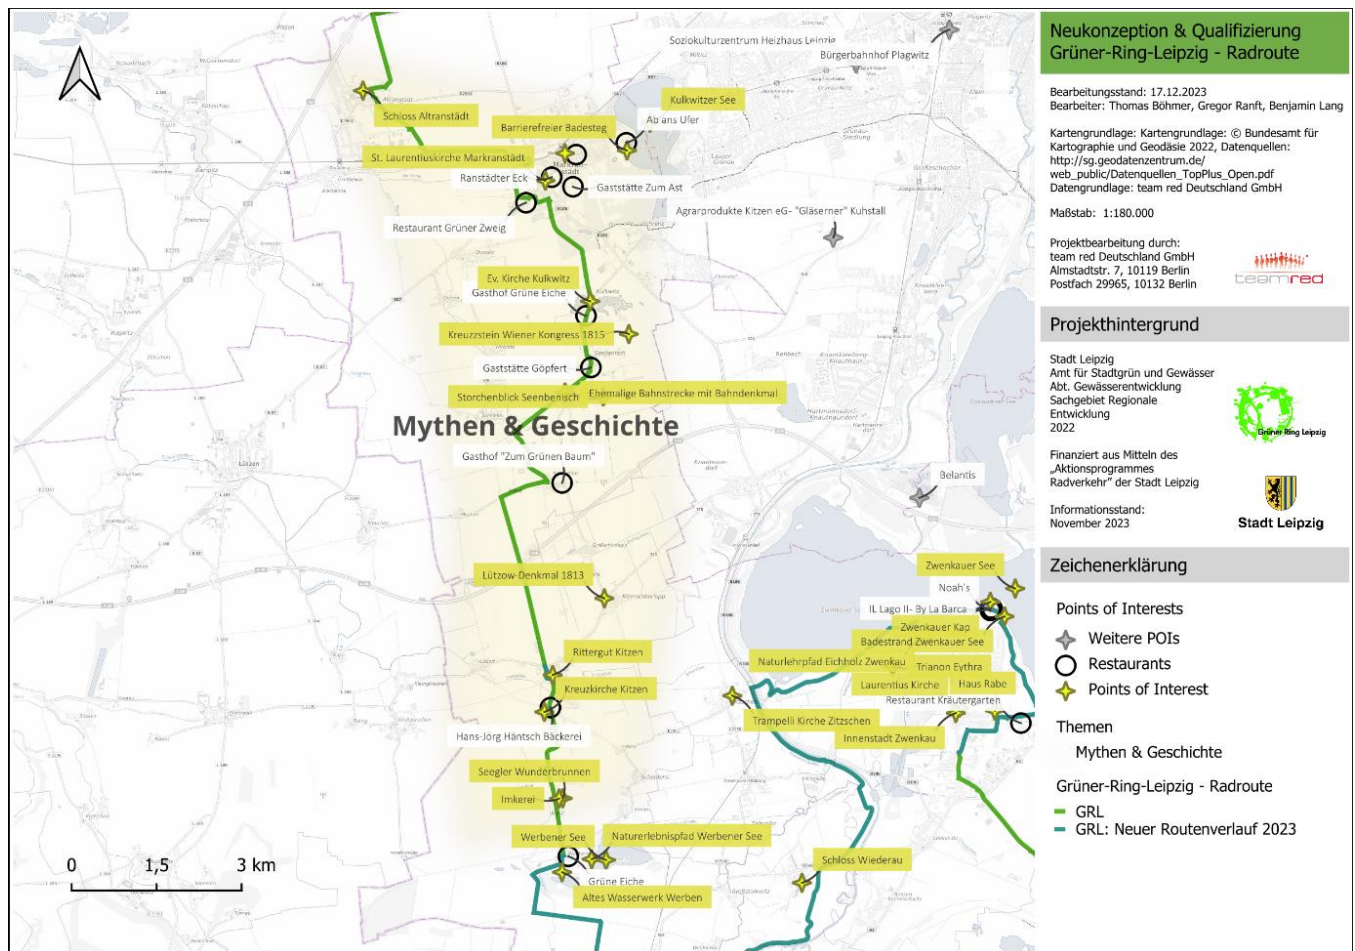 Soziokulturzentrum Heizhaus Leipzig
Bürgerbahnhof Plagwitz
Kulkwitzer See
Schloss Altranstädt
Ab ans Ufer
Barrierefreier Badesteg
St. Laurentiuskirche Markranstädt
Ranstädter Eck
Gaststätte Zum Ast
Agrarprodukte Kitzen eG- "Gläserner" Kuhstall
Restaurant Grüner Zweig
Ev. Kirche Kulkwitz
Gasthof Grüne Eiche
Kreuzzstein Wiener Kongress 1815
Gaststätte Göpfert
Storchenblick Seenbenisch
Ehemalige Bahnstrecke mit Bahndenkmal
Mythen & Geschichte
Gasthof "Zum Grünen Baum"
Lützen
Belantis
Lützow-Denkmal 1813
Zwenkauer See
Noah's
IL Lago II- By La Barca
Zwenkauer Kap
Badestrand Zwenkauer See
Rittergut Kitzen
Naturlehrpfad Eichholz Zwenkau
Trianon Eythra
Kreuzkirche Kitzen
Laurentius Kirche
Haus Rabe
Restaurant Kräutergarten
Trampelli Kirche Zitzschen
Hans-Jörg Häntsch Bäckerei
Innenstadt Zwenkau
Seegler Wunderbrunnen
Imkerei
Werbener See
Naturerlebnispfad Werbener See
Schloss Wiederau
Grüne Eiche
Altes Wasserwerk Werben
0 1,5 3 km
Neukonzeption & Qualifizierung
Grüner-Ring-Leipzig - Radroute
Bearbeitungsstand: 17.12.2023
Bearbeiter: Thomas Böhmer, Gregor Ranft, Benjamin Lang
Kartengrundlage: Kartengrundlage: © Bundesamt für
Kartographie und Geodäsie 2022, Datenquellen:
http://sg.geodatenzentrum.de/
web_public/Datenquellen_TopPlus_Open.pdf
Datengrundlage: team red Deutschland GmbH
Maßstab: 1:180.000
Projektbearbeitung durch:
team red Deutschland GmbH
Almstadtstr. 7, 10119 Berlin
Postfach 29965, 10132 Berlin
teamred
Projekthintergrund
Stadt Leipzig
Amt für Stadtgrün und Gewässer
Abt. Gewässerentwicklung
Sachgebiet Regionale
Entwicklung
2022
Grüner Ring Leipzig
Finanziert aus Mitteln des
„Aktionsprogrammes
Radverkehr" der Stadt Leipzig
Informationsstand:
November 2023
Stadt Leipzig
Zeichenerklärung
Points of Interests
Weitere POIs
Restaurants
Points of Interest
Themen
Mythen & Geschichte
Grüner-Ring-Leipzig - Radroute
GRL
GRL: Neuer Routenverlauf 2023